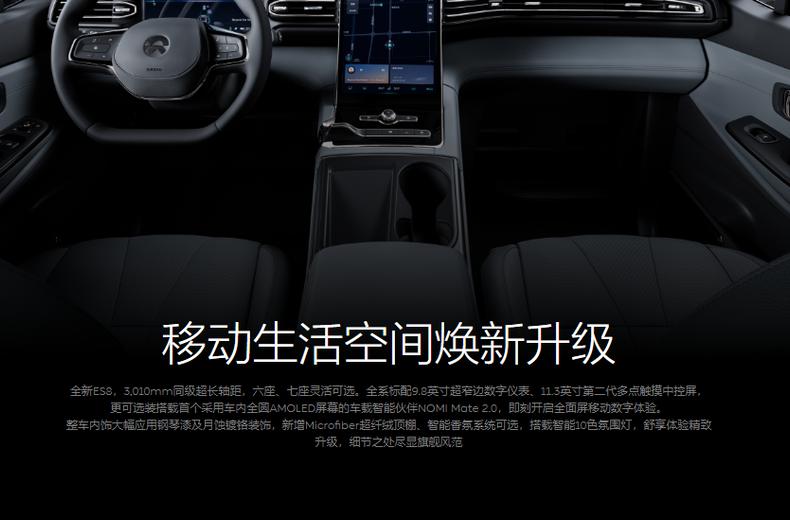 移动生活空间焕新升级
全新ES8，3,010mm同级超长轴距，六座、七座灵活可选。全系标配9.8英寸超窄边数字仪表、11.3英寸第二代多点触摸中控屏，
更可选装搭载首个采用车内全圆AMOLED屏幕的车载智能伙伴NOMI Mate 2.0，即刻开启全面屏移动数字体验。
整车内饰大幅应用钢琴漆及月蚀镀铬装饰，新增Microfiber超纤绒顶棚、智能香氛系统可选，搭载智能10色氛围灯，舒享体验精致
升级，细节之处尽显旗舰风范